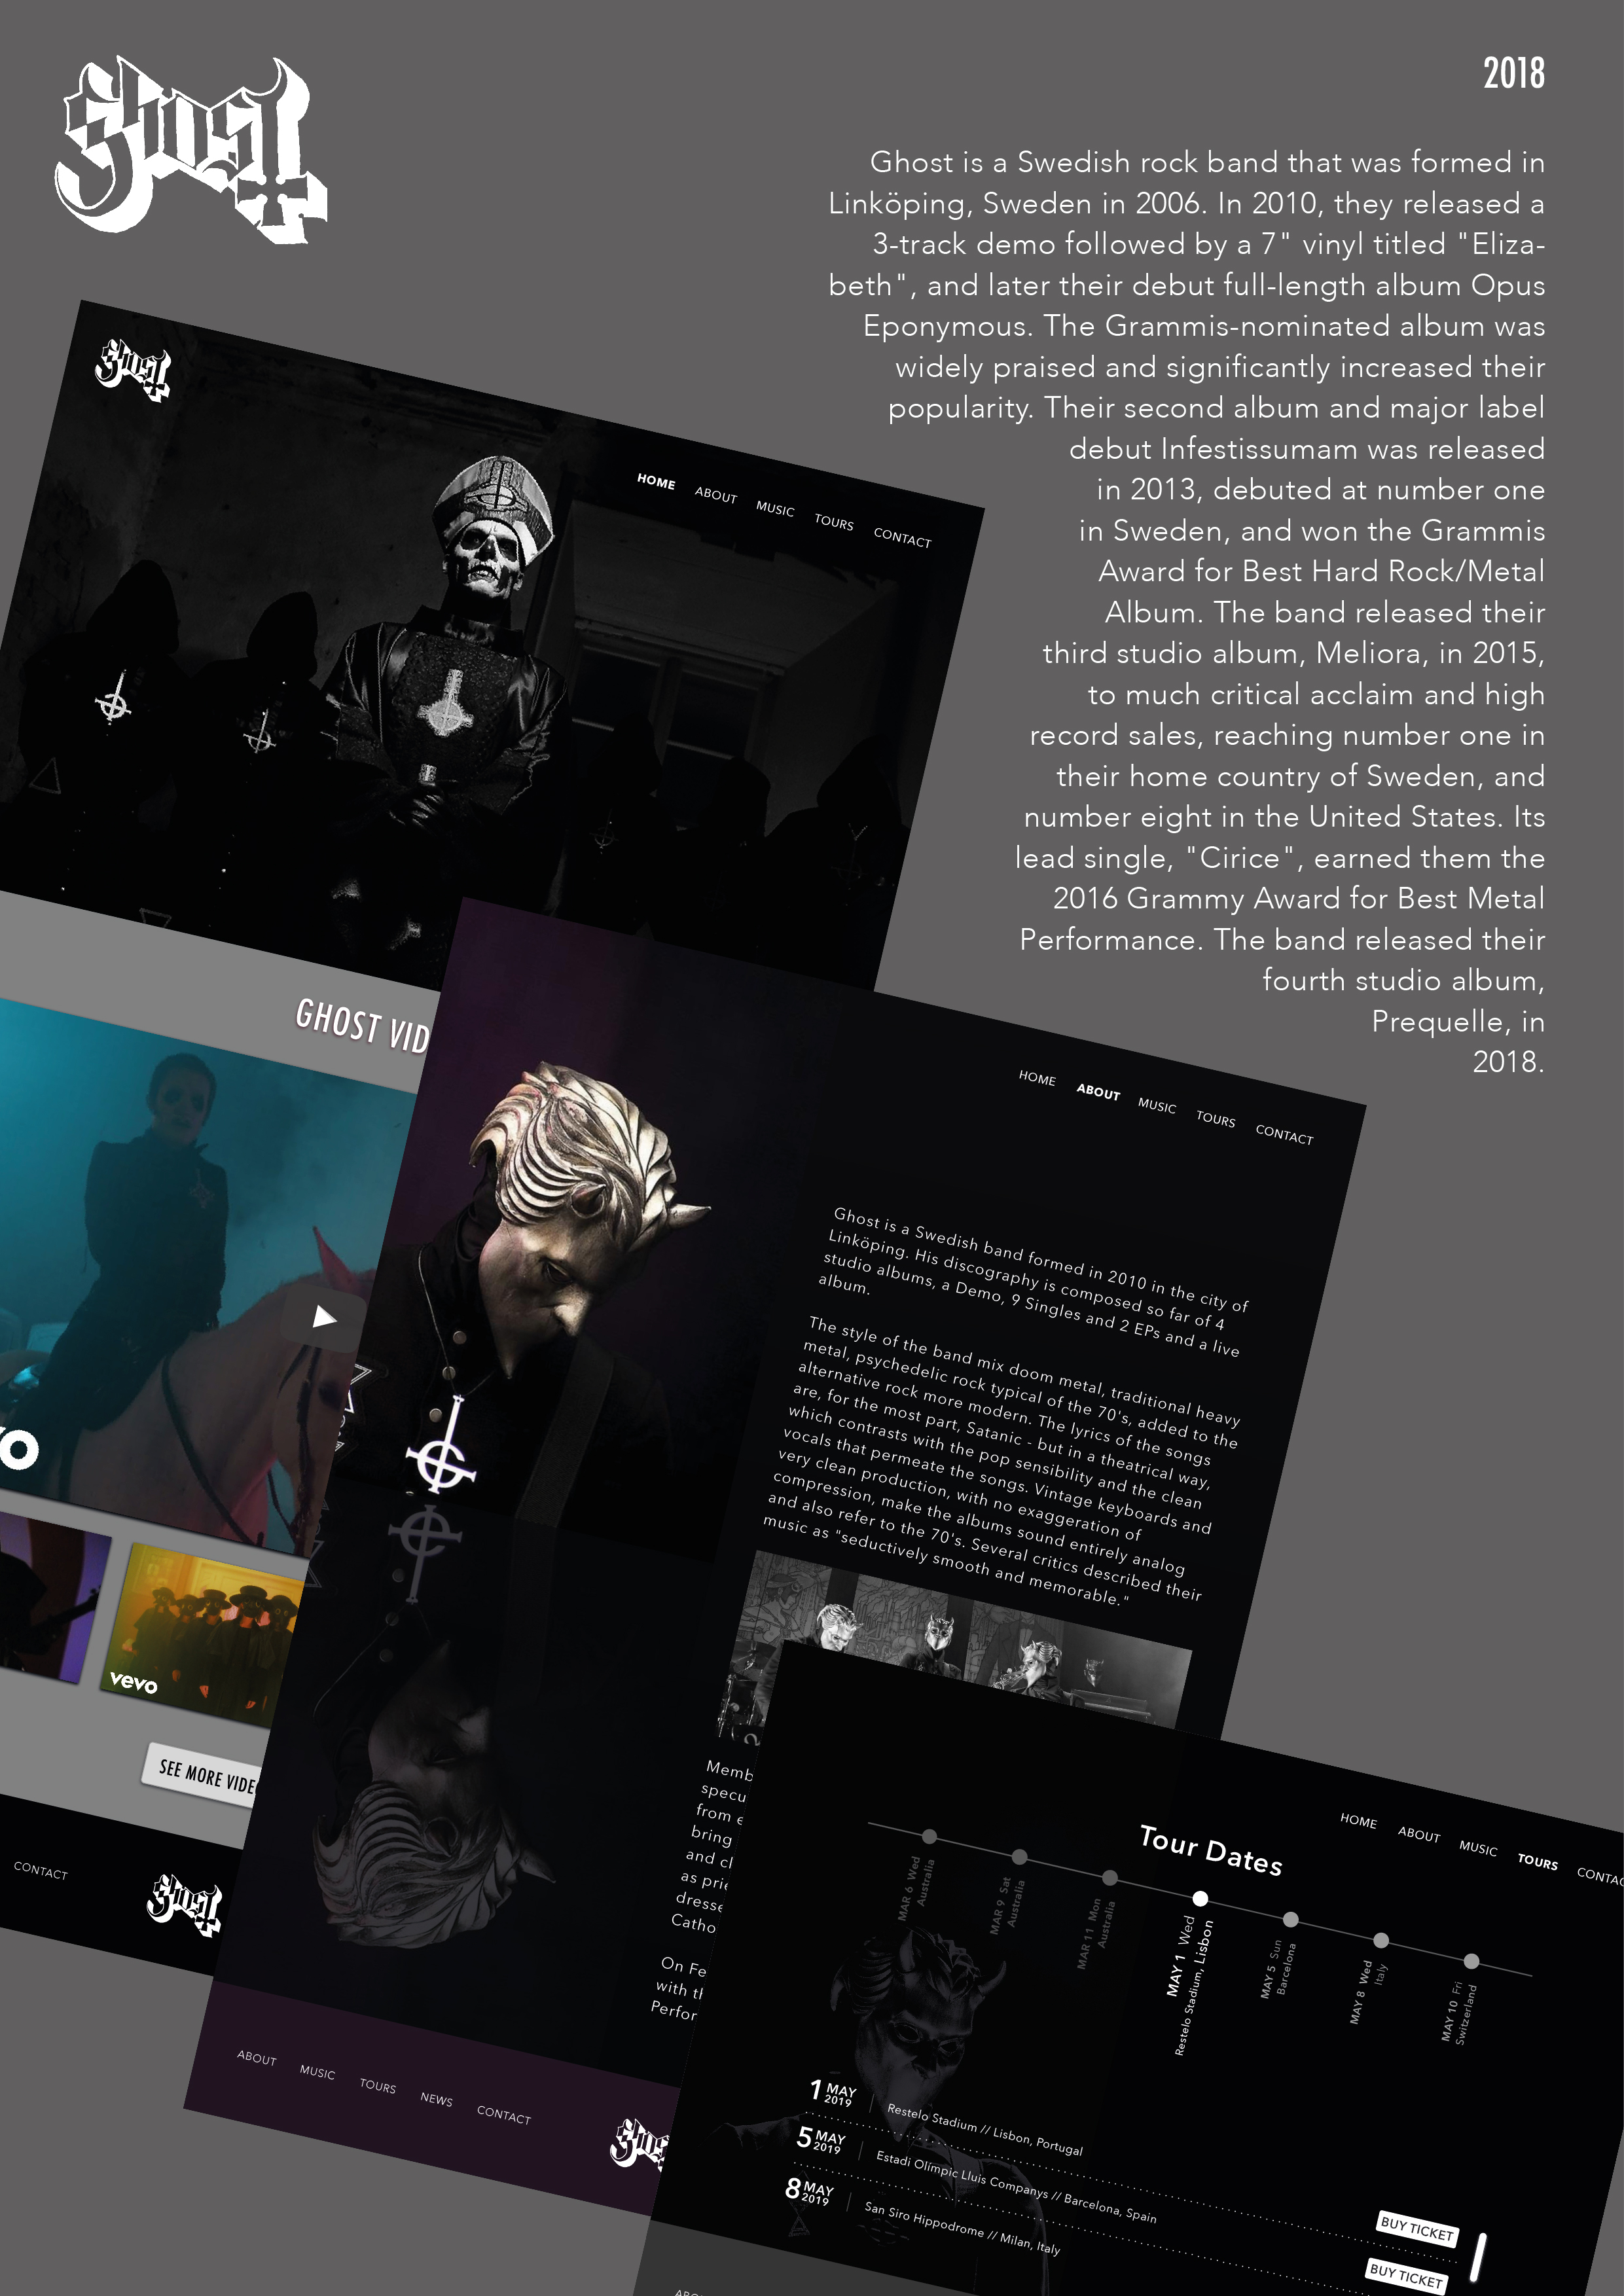 Ghost
2018
Ghost is a Swedish rock band that was formed in
Linköping, Sweden in 2006. In 2010, they released a
3-track demo followed by a 7" vinyl titled "Eliza-
beth", and later their debut full-length album Opus
Eponymous. The Grammis-nominated album was
widely praised and significantly increased their
popularity. Their second album and major label
debut Infestissumam was released
in 2013, debuted at number one
in Sweden, and won the Grammis
Award for Best Hard Rock/Metal
Album. The band released their
third studio album, Meliora, in 2015,
to much critical acclaim and high
record sales, reaching number one in
their home country of Sweden, and
number eight in the United States. Its
lead single, "Cirice", earned them the
2016 Grammy Award for Best Metal
Performance. The band released their
fourth studio album,
Prequelle, in
2018.
Ghost
HOME ABOUT MUSIC TOURS CONTACT
GHOST VID
vevo
SEE MORE VIDE
CONTACT
Ghost
HOME ABOUT MUSIC TOURS CONTACT
Ghost is a Swedish band formed in 2010 in the city of
Linköping. His discography is composed so far of 4
studio albums, a Demo, 9 Singles and 2 EPs and a live
album.
The style of the band mix doom metal, traditional heavy
metal, psychedelic rock typical of the 70's, added to the
alternative rock more modern. The lyrics of the songs
are, for the most part, Satanic - but in a theatrical way,
which contrasts with the pop sensibility and the clean
vocals that permeate the songs. Vintage keyboards and
very clean production, with no exaggeration of
compression, make the albums sound entirely analog
and also refer to the 70's. Several critics described their
music as "seductively smooth and memorable."
Memb
specu
from e
bring
and cl
as prie
dresse
Catho
On Fe
with th
Perfor
ABOUT MUSIC TOURS NEWS CONTACT
Ghost
HOME ABOUT MUSIC TOURS CONTAC
Tour Dates
MAR 6 Wed
Australia
MAR 9 Sat
Australia
MAR 11 Mon
Australia
MAY 1 Wed
Restelo Stadium, Lisbon
MAY 5 Sun
Barcelona
MAY 8 Wed
Italy
MAY 10 Fri
Switzerland
1 MAY 2019 Restelo Stadium // Lisbon, Portugal
5 MAY 2019 Estadi Olímpic Lluis Companys // Barcelona, Spain
BUY TICKET
8 MAY 2019 San Siro Hippodrome // Milan, Italy
BUY TICKET